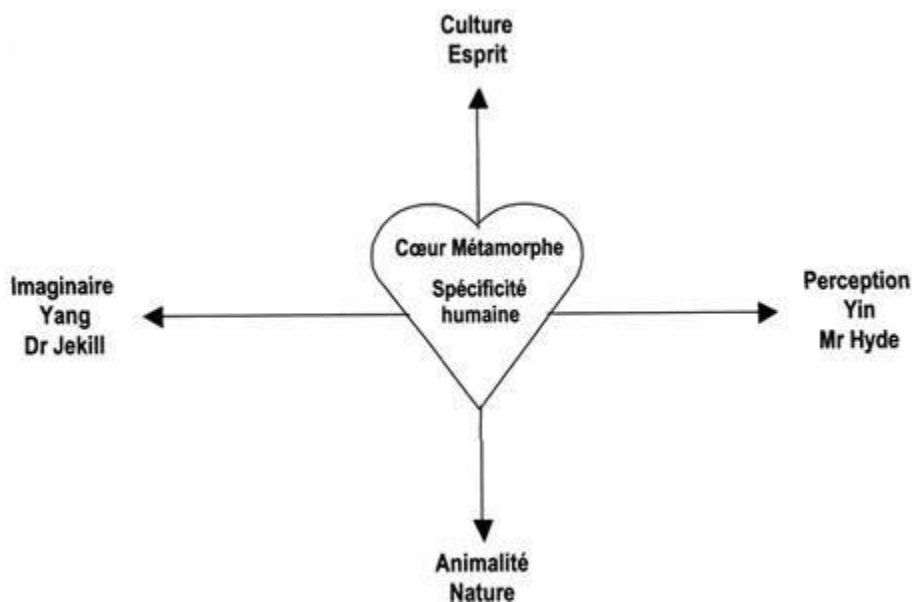 Culture
Esprit
Cœur Métamorphe
Spécificité
humaine
Imaginaire
Yang
Dr Jekill
Perception
Yin
Mr Hyde
Animalité
Nature